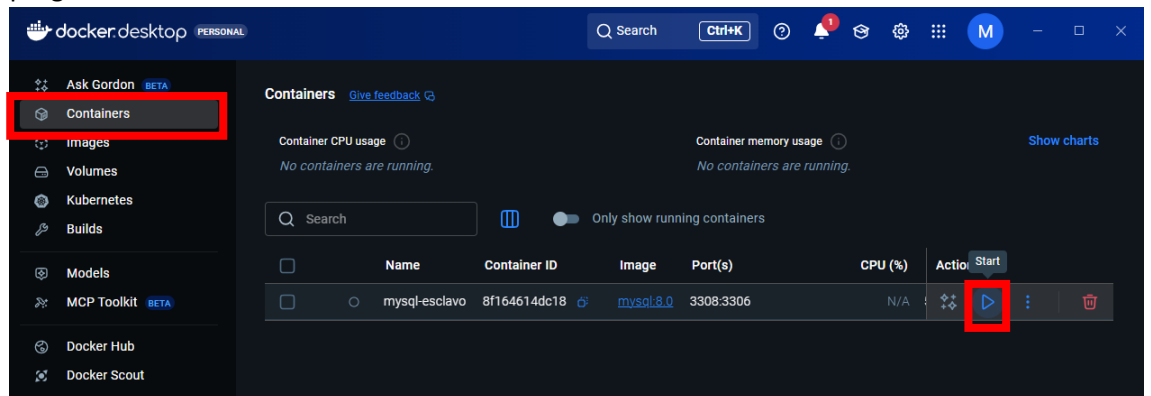 docker.desktop PERSONAL
Search Ctrl+K
1
M
Ask Gordon BETA
Containers
Images
Volumes
Kubernetes
Builds
Models
MCP Toolkit BETA
Docker Hub
Docker Scout
Containers Give feedback
Container CPU usage
No containers are running.
Container memory usage
No containers are running.
Show charts
Search
Only show running containers
Name Container ID Image Port(s) CPU (%)
Start
mysql-esclavo 8f164614dc18 mysql:8.0 3308:3306 N/A